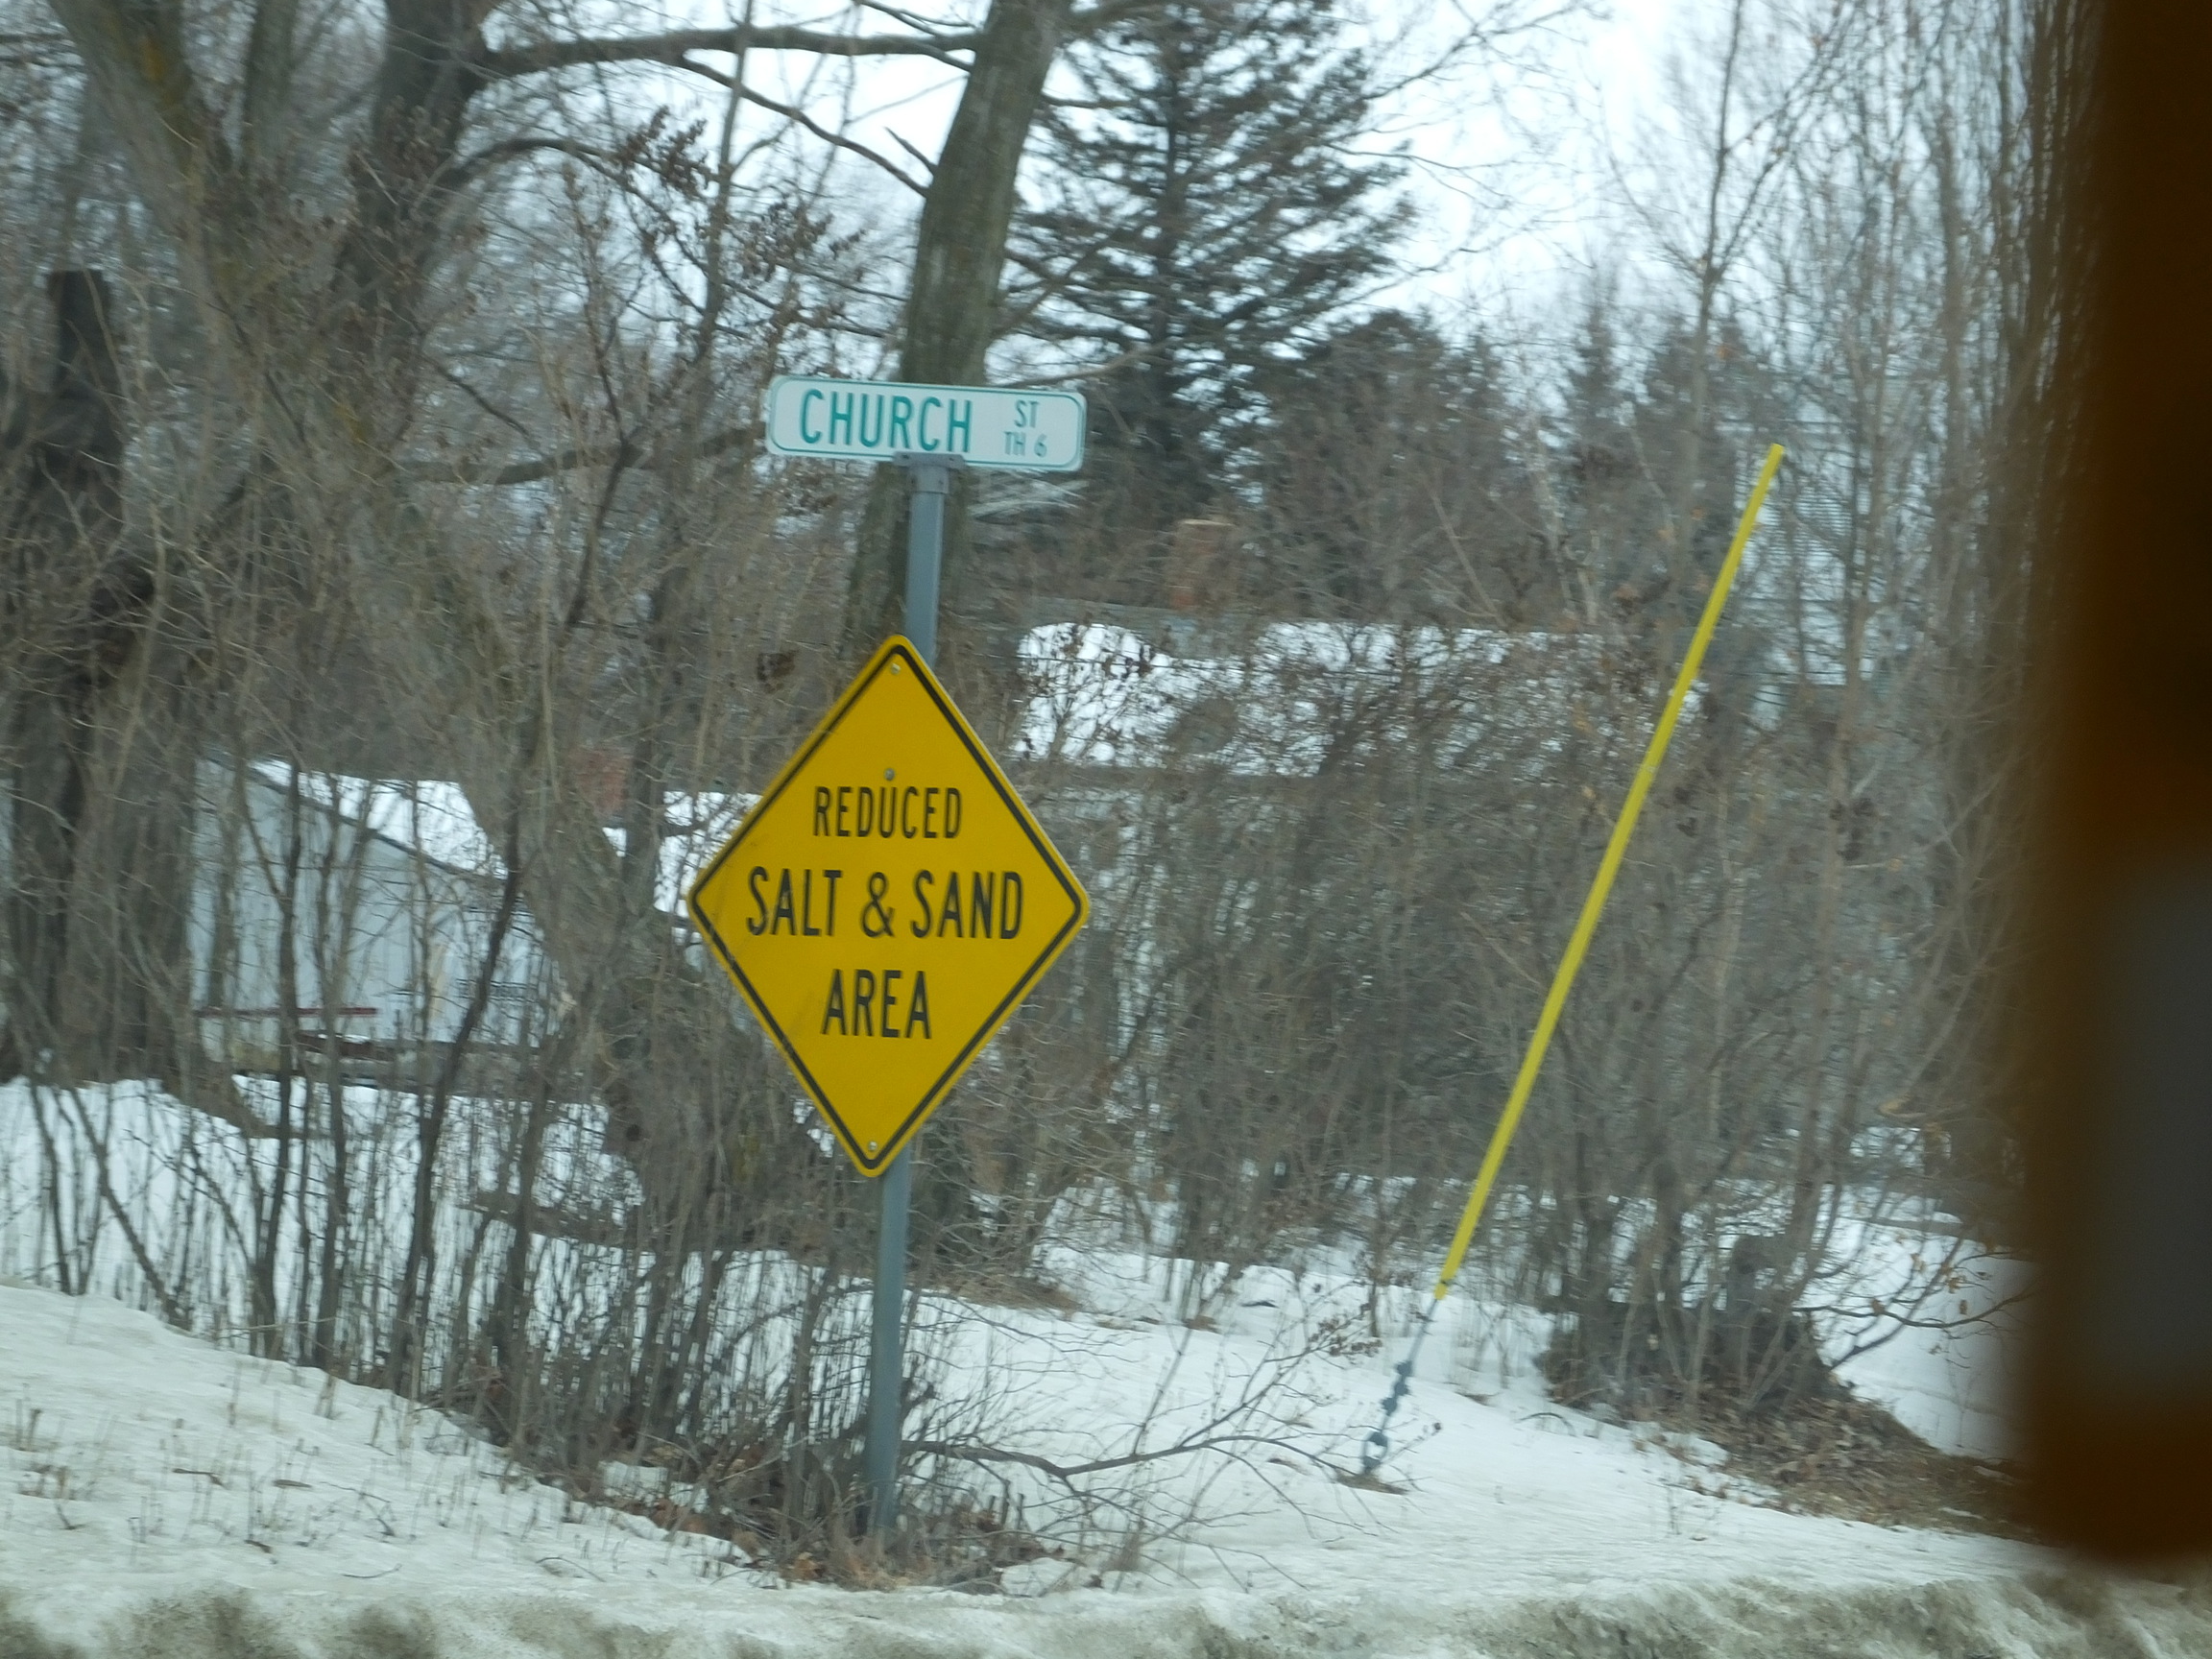 CHURCH ST
TH 6
REDUCED
SALT & SAND
AREA